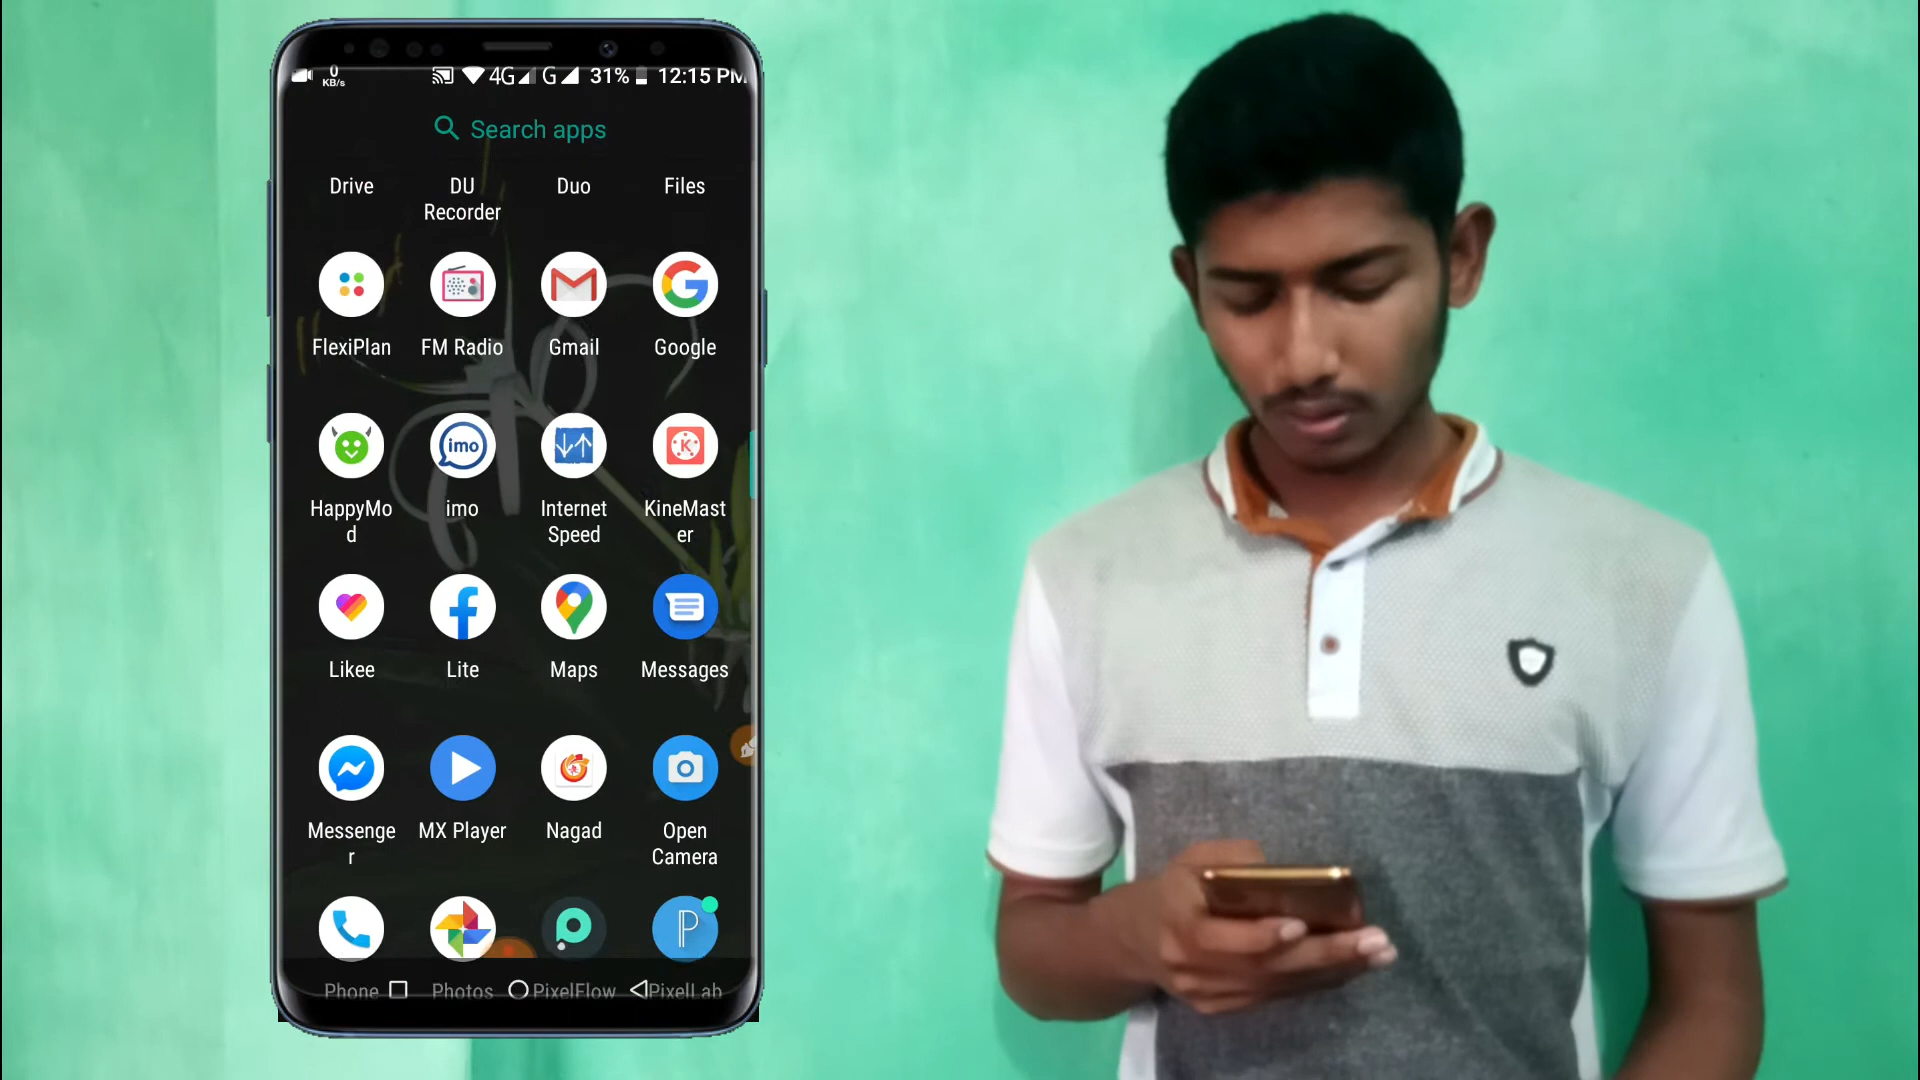 0
KB/s
4G G 31% 12:15 PM
Search apps
Drive
DU
Recorder
Duo
Files
FlexiPlan
FM Radio
Gmail
Google
HappyMo
d
imo
imo
Internet
Speed
KineMast
er
Likee
Lite
Maps
Messages
Messenge
r
MX Player
Nagad
Open
Camera
Phone
Photos
PixelFlow
PixelLab